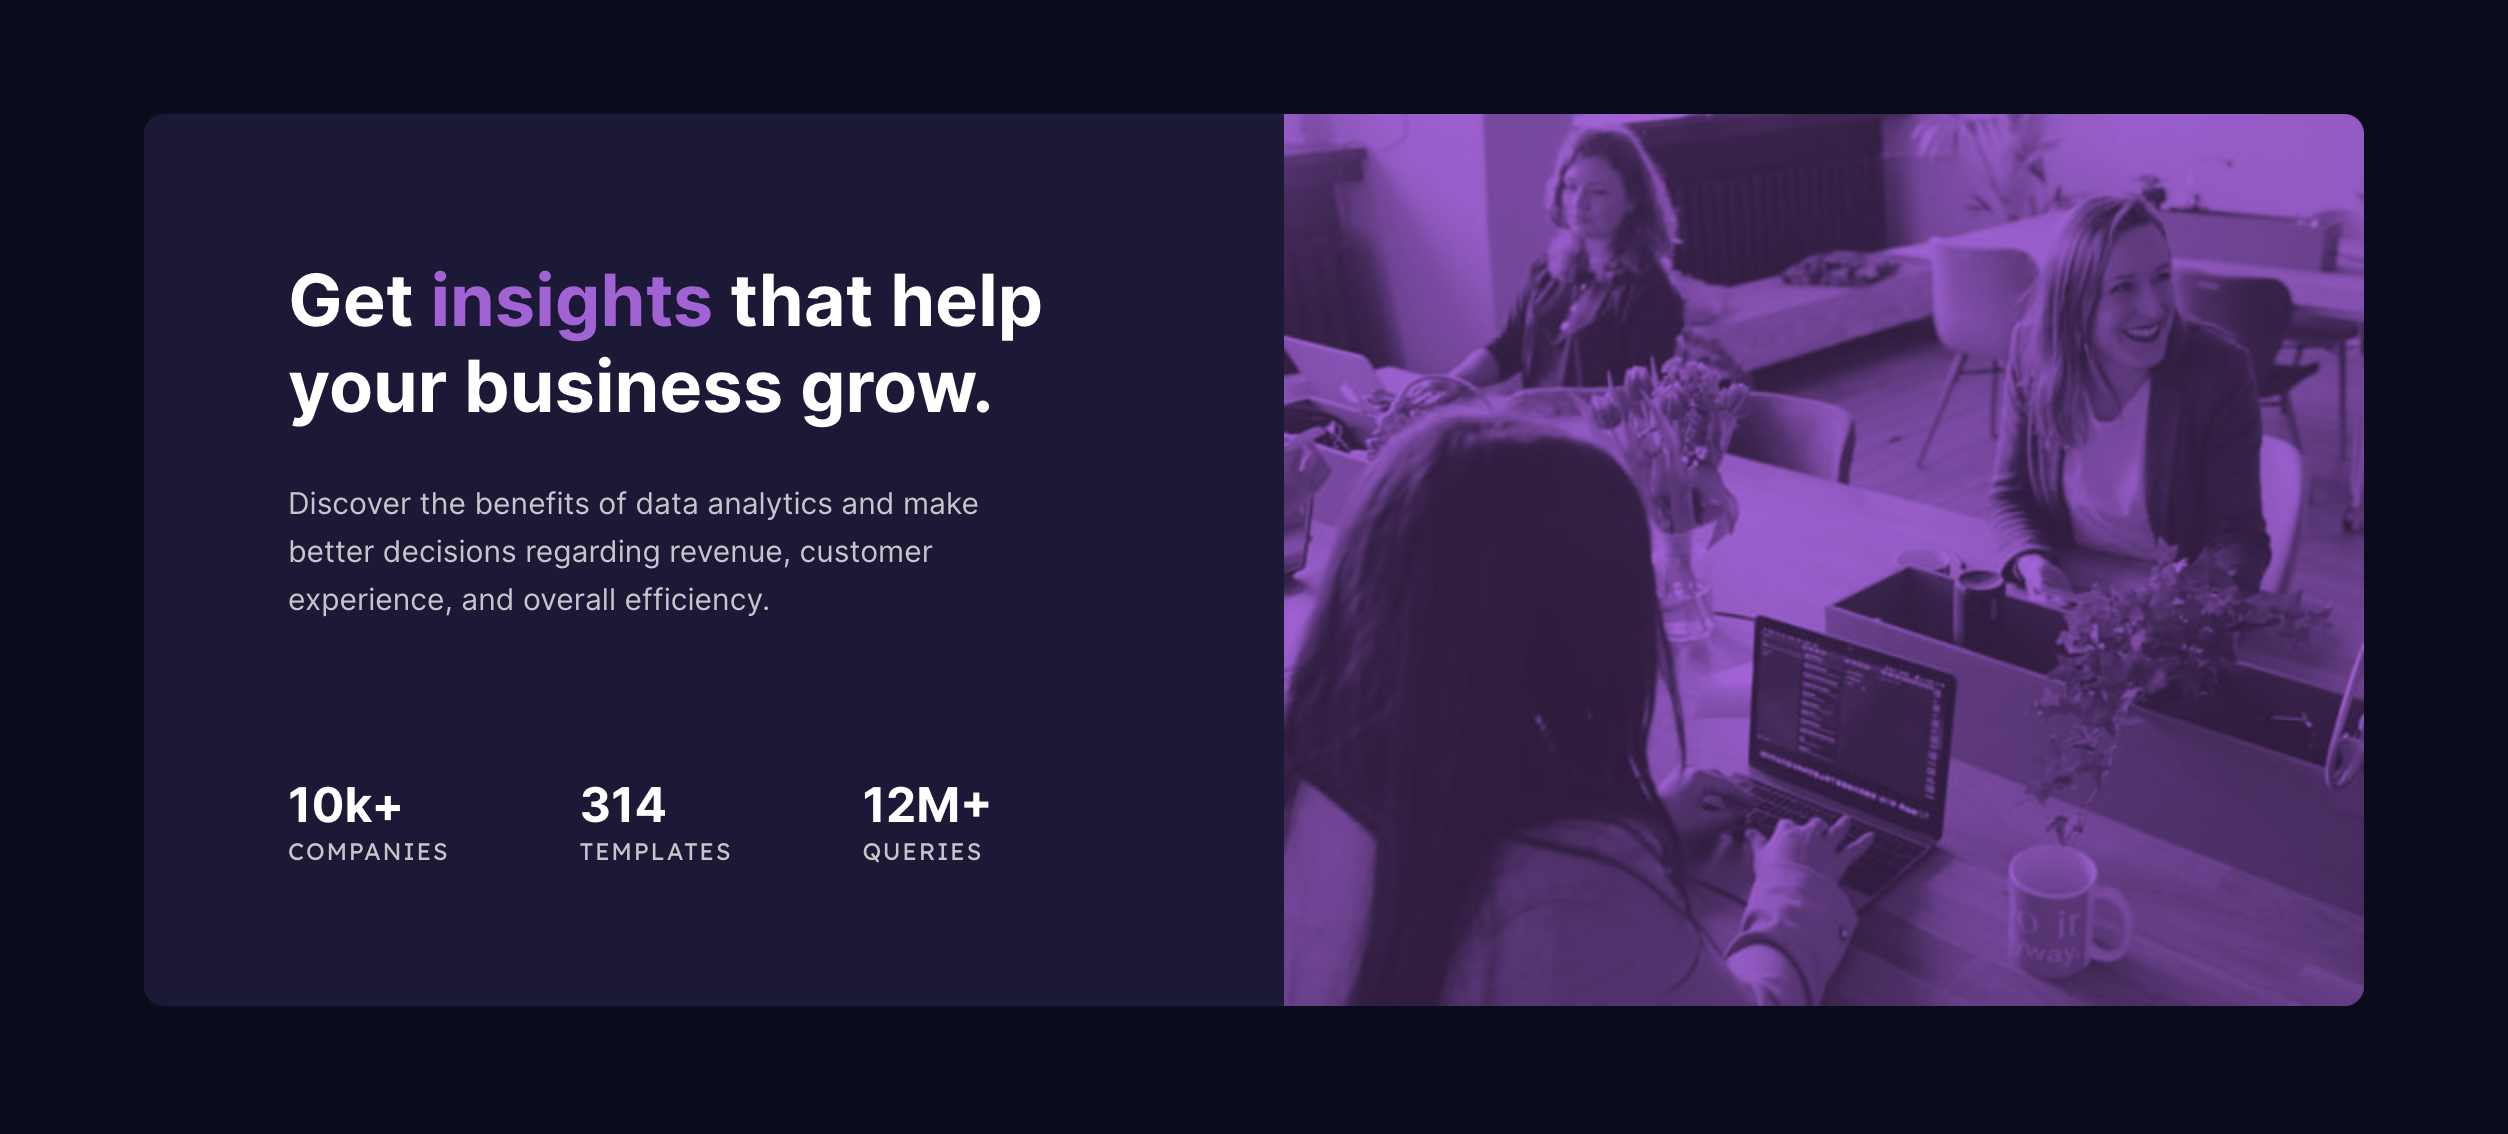 Get insights that help
your business grow.
Discover the benefits of data analytics and make
better decisions regarding revenue, customer
experience, and overall efficiency.
10k+ 314 12M+
COMPANIES TEMPLATES QUERIES
way.